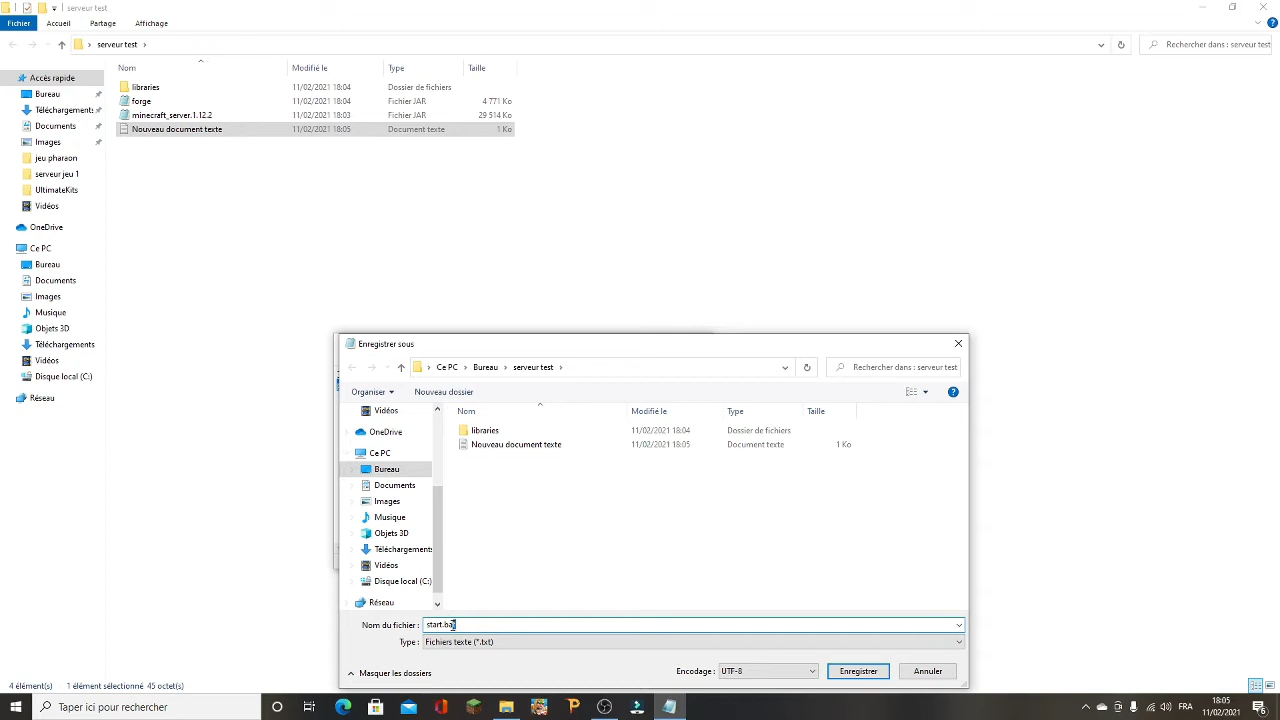 serveur test
Fichier Accueil Partage Affichage
serveur test
Rechercher dans : serveur test
Nom Modifié le Type Taille
libraries 11/02/2021 18:04 Dossier de fichiers
forge 11/02/2021 18:04 Fichier JAR 4 771 Ko
minecraft_server.1.12.2 11/02/2021 18:03 Fichier JAR 29 514 Ko
Nouveau document texte 11/02/2021 18:05 Document texte 1 Ko
Accès rapide
Bureau
Téléchargements
Documents
Images
jeu pharaon
serveur jeu 1
UltimateKits
Vidéos
OneDrive
Ce PC
Bureau
Documents
Images
Musique
Objets 3D
Téléchargements
Vidéos
Disque local (C:)
Réseau
Enregistrer sous
Ce PC Bureau serveur test
Rechercher dans : serveur test
Organiser Nouveau dossier
Nom Modifié le Type Taille
libraries 11/02/2021 18:04 Dossier de fichiers
Nouveau document texte 11/02/2021 18:05 Document texte 1 Ko
Vidéos
OneDrive
Ce PC
Bureau
Documents
Images
Musique
Objets 3D
Téléchargements
Vidéos
Disque local (C:)
Réseau
Nom du fichier : start.bat
Type : Fichiers texte (*.txt)
Masquer les dossiers
Encodage : UTF-8 Enregistrer Annuler
4 élément(s) 1 élément sélectionné 45 octet(s)
Taper ici pour rechercher
FRA
18:05
11/02/2021
6